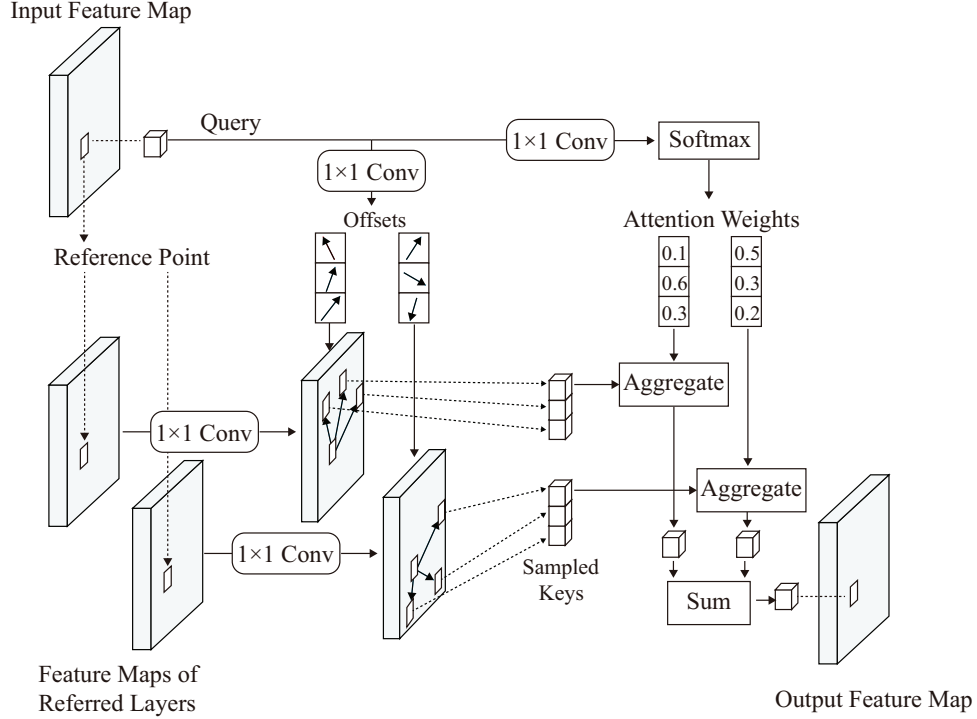 Input Feature Map
Query
1×1 Conv
Softmax
1×1 Conv
Offsets
Attention Weights
Reference Point
0.1
0.6
0.3
0.5
0.3
0.2
Aggregate
1×1 Conv
Aggregate
1×1 Conv
Sampled
Keys
Sum
Feature Maps of
Referred Layers
Output Feature Map